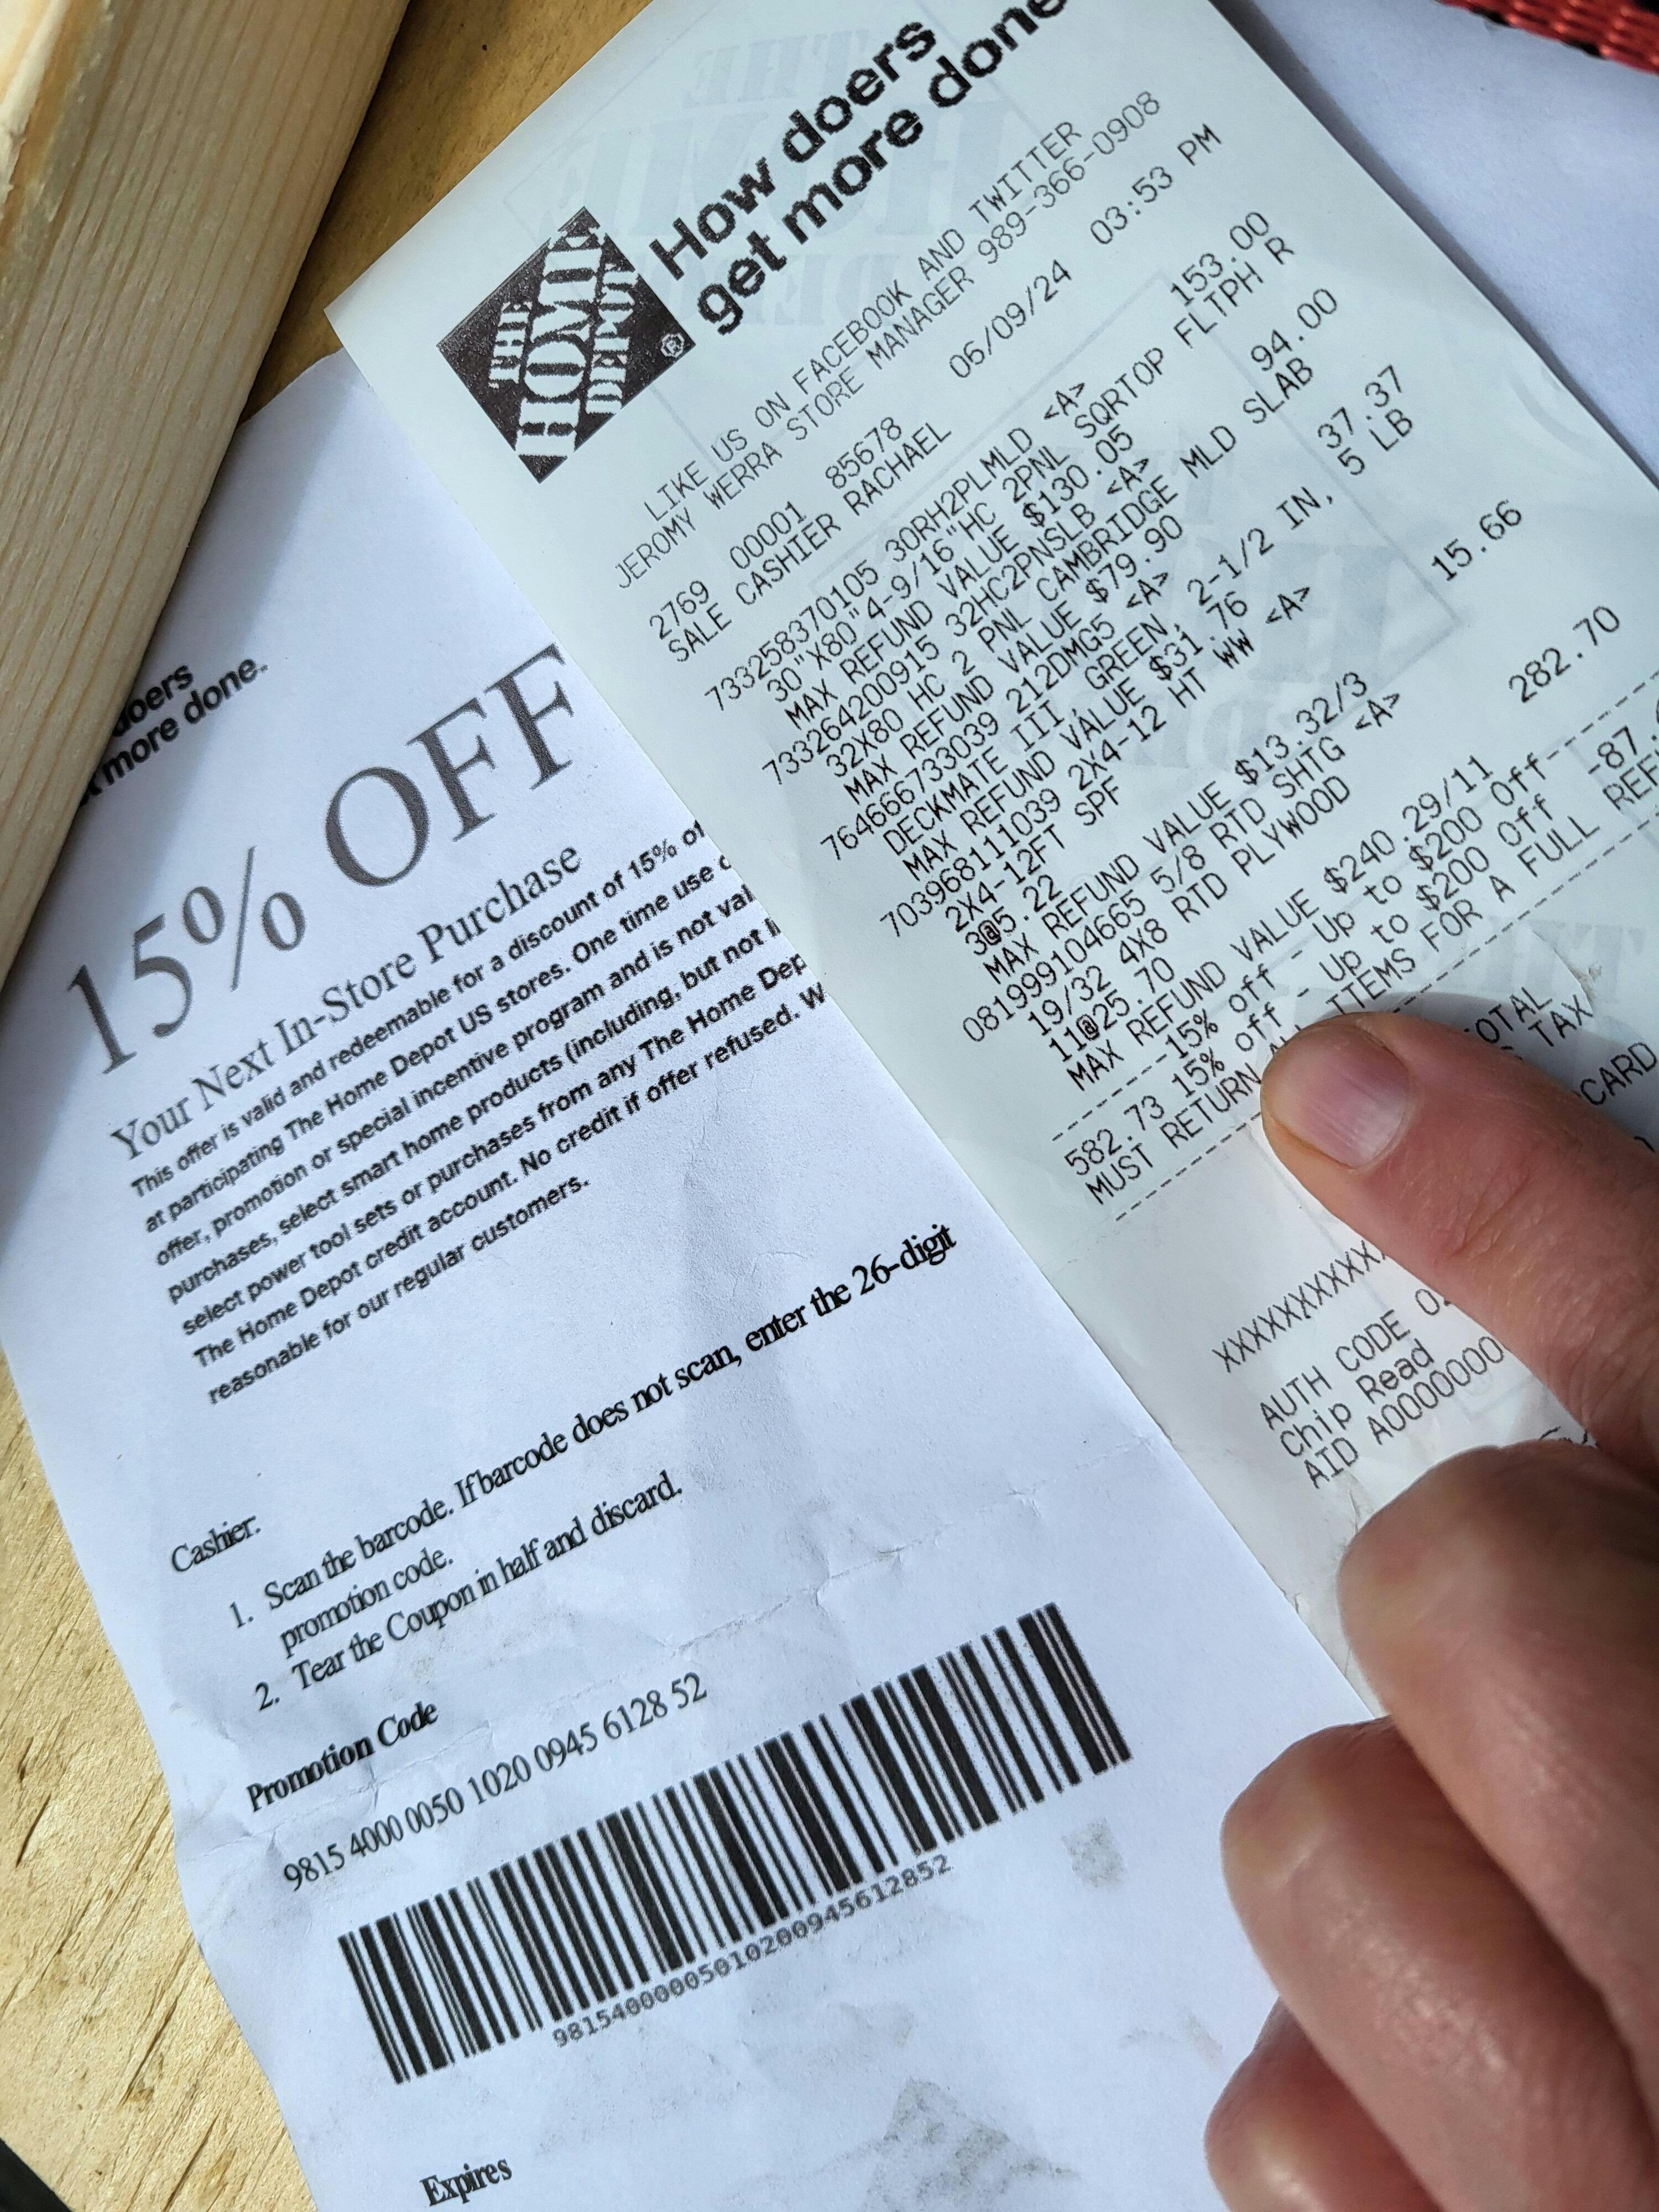 doers
more done.
15% OFF
Your Next In-Store Purchase
This offer is valid and redeemable for a discount of 15%
at participating The Home Depot US stores. One time use
offer, promotion or special incentive program and is not
purchases, select smart home products (including, but not
select power tool sets or purchases from any The Home
The Home Depot credit account. No credit if offer refused.
reasonable for our regular customers.
Cashier:
1. Scan the barcode. If barcode does not scan, enter the 26-digit
promotion code.
2. Tear the Coupon in half and discard.
Promotion Code
9815 4000 0050 1020 0945 6128 52
98154000005010200945612852
Expires
THE
HOME
DEPOT
®
How doers
get more done
LIKE US ON FACEBOOK AND TWITTER
JEROMY WERRA STORE MANAGER 989-366-0908
2769 00001 85678 06/09/24 03:53 PM
SALE CASHIER RACHAEL
733258370105 30RH2PLMLD <A> 153.00
30"X80"4-9/16"HC 2PNL SQRTOP FLTPH R
MAX REFUND VALUE $130.05
733264200915 32HC2PNSLB <A> 94.00
32X80 HC 2 PNL CAMBRIDGE MLD SLAB
MAX REFUND VALUE $79.90
764666733039 212DMG5 <A> 37.37
DECKMATE III, GREEN, 2-1/2 IN, 5 LB
MAX REFUND VALUE $31.76
703968111039 2X4-12 HT WW <A>
2X4-12FT SPF
3@5.22 15.66
MAX REFUND VALUE $13.32/3
081999104665 5/8 RTD SHTG <A>
19/32 4X8 RTD PLYWOOD
11@25.70 282.70
MAX REFUND VALUE $240.29/11
15% off - Up to $200 Off
582.73 15% off - Up to $200 Off -87.
MUST RETURN ALL ITEMS FOR A FULL
TAX
XXXXXXXXXXXX
AUTH CODE
Chip Read
AID